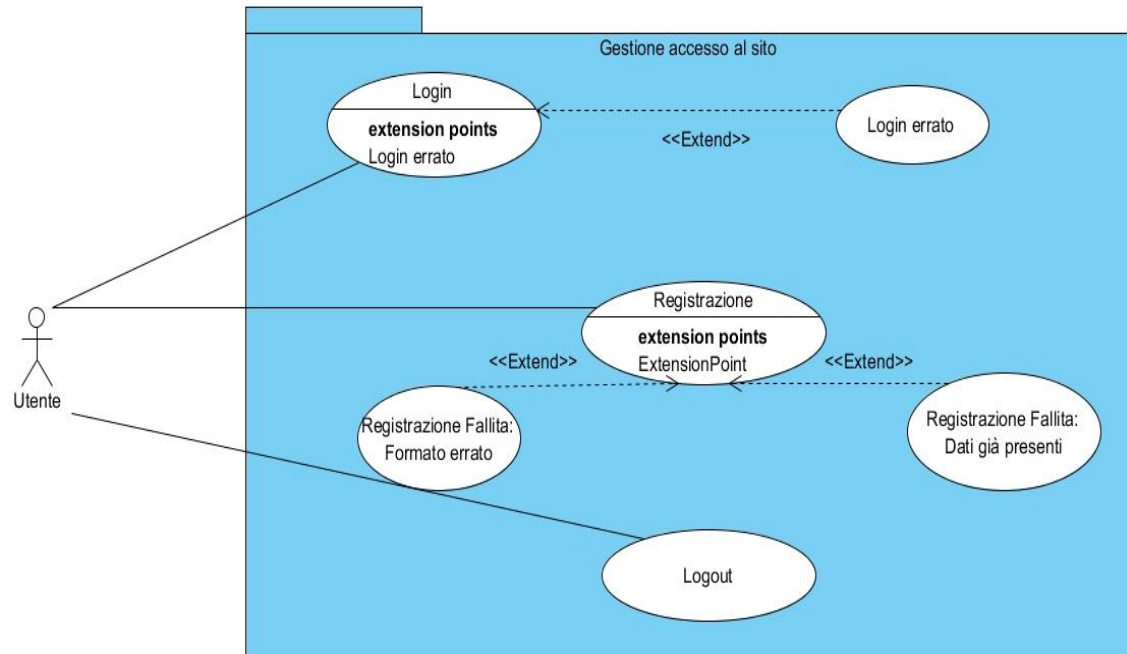 Gestione accesso al sito
Login
extension points
Login errato
<<Extend>>
Login errato
Registrazione
extension points
ExtensionPoint
<<Extend>>
<<Extend>>
Utente
Registrazione Fallita:
Formato errato
Registrazione Fallita:
Dati già presenti
Logout